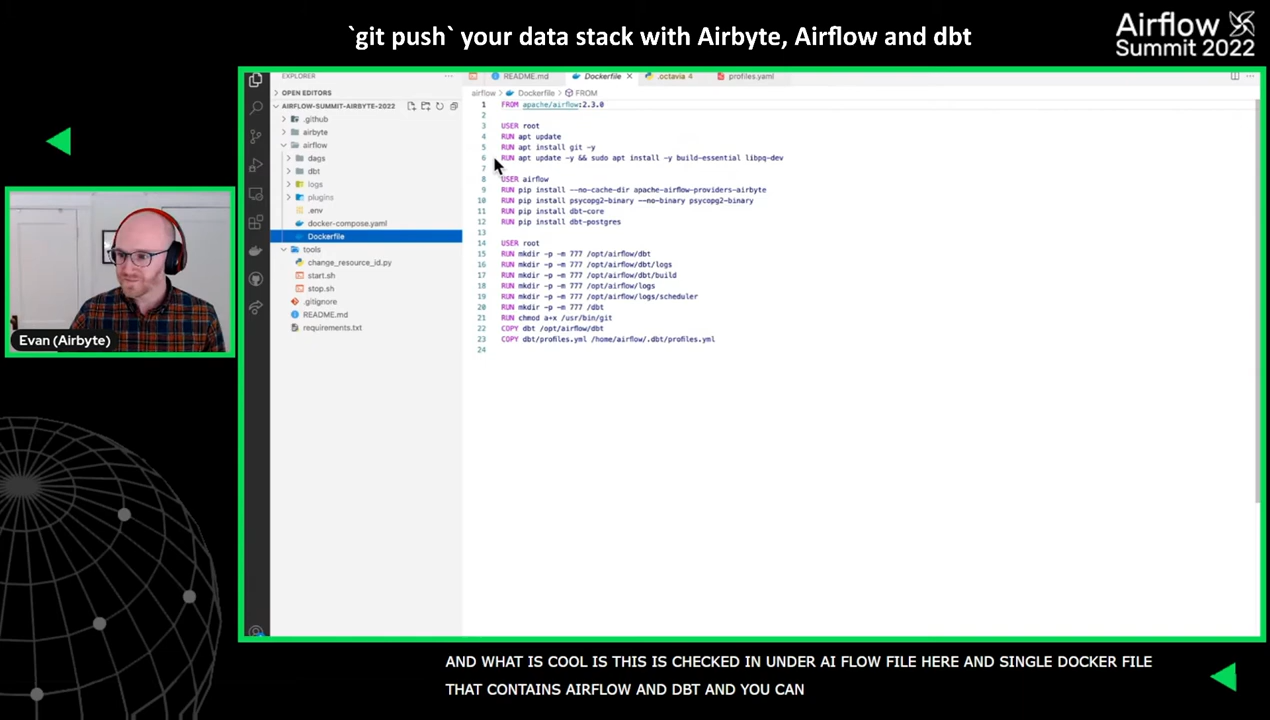 `git push` your data stack with Airbyte, Airflow and dbt
Airflow
Summit 2022
EXPLORER
README.md
Dockerfile
.octavia 4
profiles.yaml
OPEN EDITORS
airflow > Dockerfile > FROM
AIRFLOW-SUMMIT-AIRBYTE-2022
.github
airbyte
airflow
dags
dbt
logs
plugins
.env
docker-compose.yaml
Dockerfile
tools
change_resource_id.py
start.sh
stop.sh
.gitignore
README.md
requirements.txt
1 FROM apache/airflow:2.3.0
2
3 USER root
4 RUN apt update
5 RUN apt install git -y
6 RUN apt update -y && sudo apt install -y build-essential libpq-dev
7
8 USER airflow
9 RUN pip install --no-cache-dir apache-airflow-providers-airbyte
10 RUN pip install psycopg2-binary --no-binary psycopg2-binary
11 RUN pip install dbt-core
12 RUN pip install dbt-postgres
13
14 USER root
15 RUN mkdir -p -m 777 /opt/airflow/dbt
16 RUN mkdir -p -m 777 /opt/airflow/dbt/logs
17 RUN mkdir -p -m 777 /opt/airflow/dbt/build
18 RUN mkdir -p -m 777 /opt/airflow/logs
19 RUN mkdir -p -m 777 /opt/airflow/logs/scheduler
20 RUN mkdir -p -m 777 /dbt
21 RUN chmod a+x /usr/bin/git
22 COPY dbt /opt/airflow/dbt
23 COPY dbt/profiles.yml /home/airflow/.dbt/profiles.yml
24
Evan (Airbyte)
AND WHAT IS COOL IS THIS IS CHECKED IN UNDER AI FLOW FILE HERE AND SINGLE DOCKER FILE
THAT CONTAINS AIRFLOW AND DBT AND YOU CAN